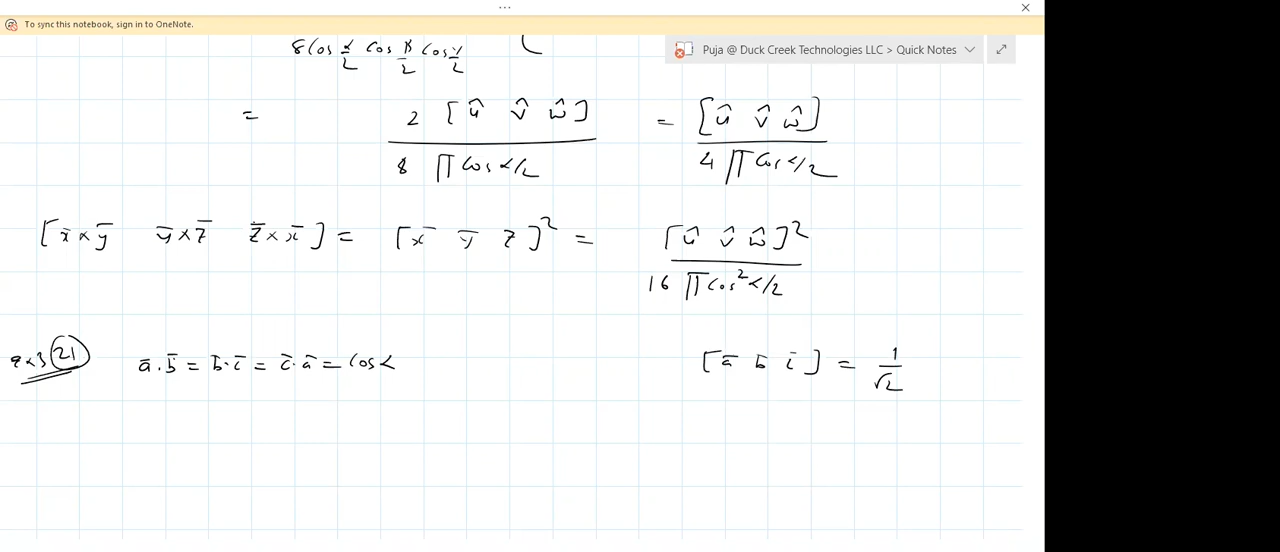 ...
To sync this notebook, sign in to OneNote.
Puja @ Duck Creek Technologies LLC > Quick Notes
8 Cos α/2 Cos β/2 Cos γ/2
= 2 [û v̂ ŵ] / 8 ∏ Cos α/2 = [û v̂ ŵ] / 4 ∏ Cos α/2
[x̄ × ȳ ȳ × z̄ z̄ × x̄] = [x̄ ȳ z]² = [û v̂ ŵ]² / 16 ∏ Cos² α/2
ex3 21 ā . b̄ = b̄ . c̄ = c̄ . ā = Cos α [ā b̄ c̄] = 1/√2